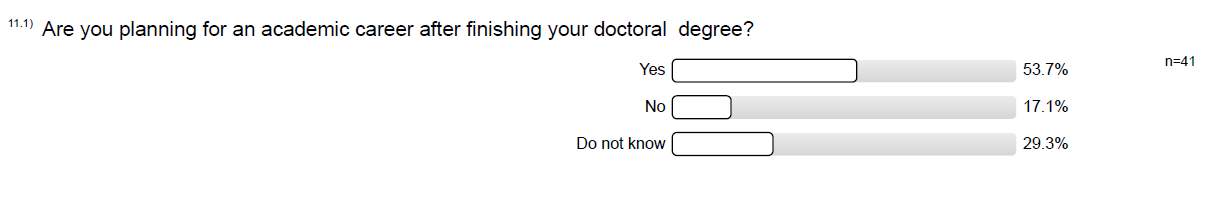 11.1) Are you planning for an academic career after finishing your doctoral degree?
n=41
Yes 53.7%
No 17.1%
Do not know 29.3%